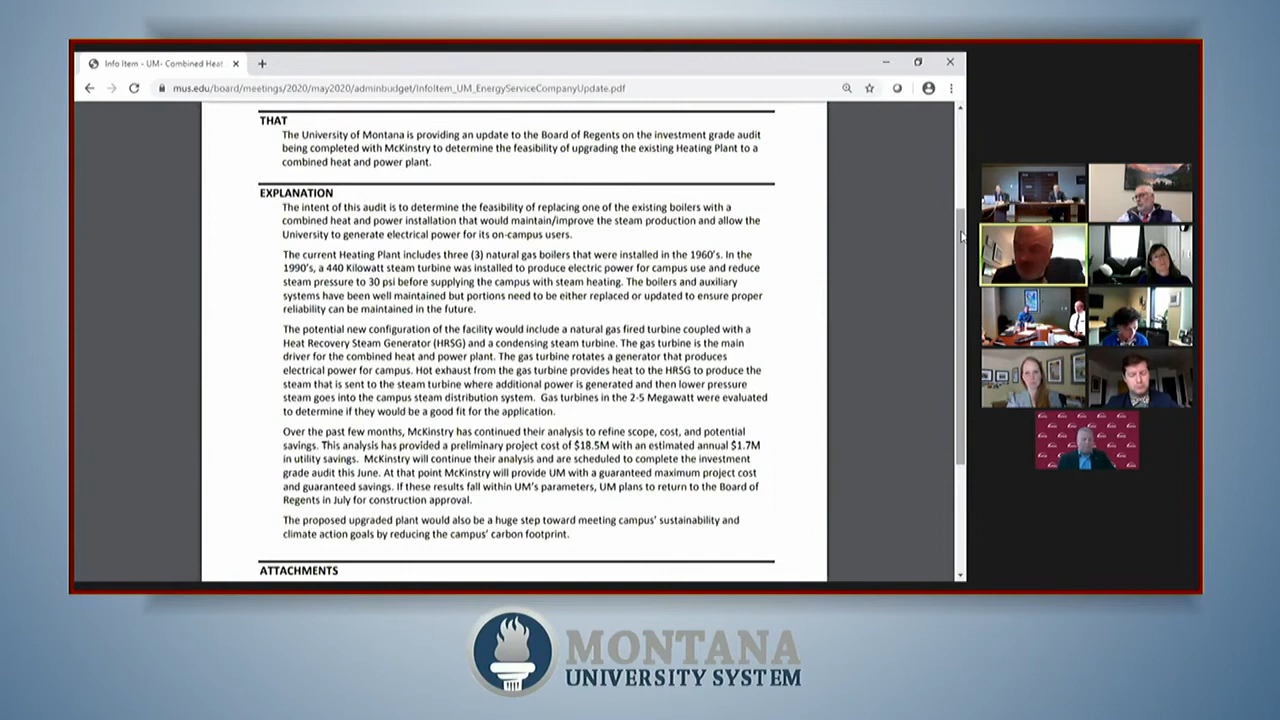 Info Item - UM- Combined Heat
mus.edu/board/meetings/2020/may2020/adminbudget/InfoItem_UM_EnergyServiceCompanyUpdate.pdf
THAT
The University of Montana is providing an update to the Board of Regents on the investment grade audit
being completed with McKinstry to determine the feasibility of upgrading the existing Heating Plant to a
combined heat and power plant.
EXPLANATION
The intent of this audit is to determine the feasibility of replacing one of the existing boilers with a
combined heat and power installation that would maintain/improve the steam production and allow the
University to generate electrical power for its on-campus users.
The current Heating Plant includes three (3) natural gas boilers that were installed in the 1960's. In the
1990's, a 440 Kilowatt steam turbine was installed to produce electric power for campus use and reduce
steam pressure to 30 psi before supplying the campus with steam heating. The boilers and auxiliary
systems have been well maintained but portions need to be either replaced or updated to ensure proper
reliability can be maintained in the future.
The potential new configuration of the facility would include a natural gas fired turbine coupled with a
Heat Recovery Steam Generator (HRSG) and a condensing steam turbine. The gas turbine is the main
driver for the combined heat and power plant. The gas turbine rotates a generator that produces
electrical power for campus. Hot exhaust from the gas turbine provides heat to the HRSG to produce the
steam that is sent to the steam turbine where additional power is generated and then lower pressure
steam goes into the campus steam distribution system. Gas turbines in the 2-5 Megawatt were evaluated
to determine if they would be a good fit for the application.
Over the past few months, McKinstry has continued their analysis to refine scope, cost, and potential
savings. This analysis has provided a preliminary project cost of $18.5M with an estimated annual $1.7M
in utility savings. McKinstry will continue their analysis and are scheduled to complete the investment
grade audit this June. At that point McKinstry will provide UM with a guaranteed maximum project cost
and guaranteed savings. If these results fall within UM's parameters, UM plans to return to the Board of
Regents in July for construction approval.
The proposed upgraded plant would also be a huge step toward meeting campus' sustainability and
climate action goals by reducing the campus' carbon footprint.
ATTACHMENTS
MONTANA
UNIVERSITY SYSTEM